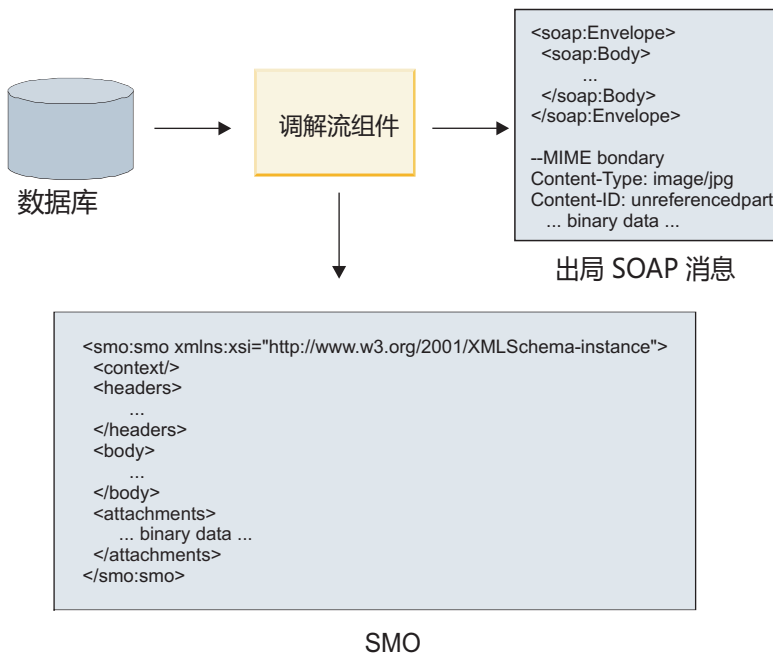 数据库
调解流组件
<soap:Envelope>
<soap:Body>
...
</soap:Body>
</soap:Envelope>
--MIME bondary
Content-Type: image/jpg
Content-ID: unreferencedpart
... binary data ...
出局 SOAP 消息
<smo:smo xmlns:xsi="http://www.w3.org/2001/XMLSchema-instance">
<context/>
<headers>
...
</headers>
<body>
...
</body>
<attachments>
... binary data ...
</attachments>
</smo:smo>
SMO